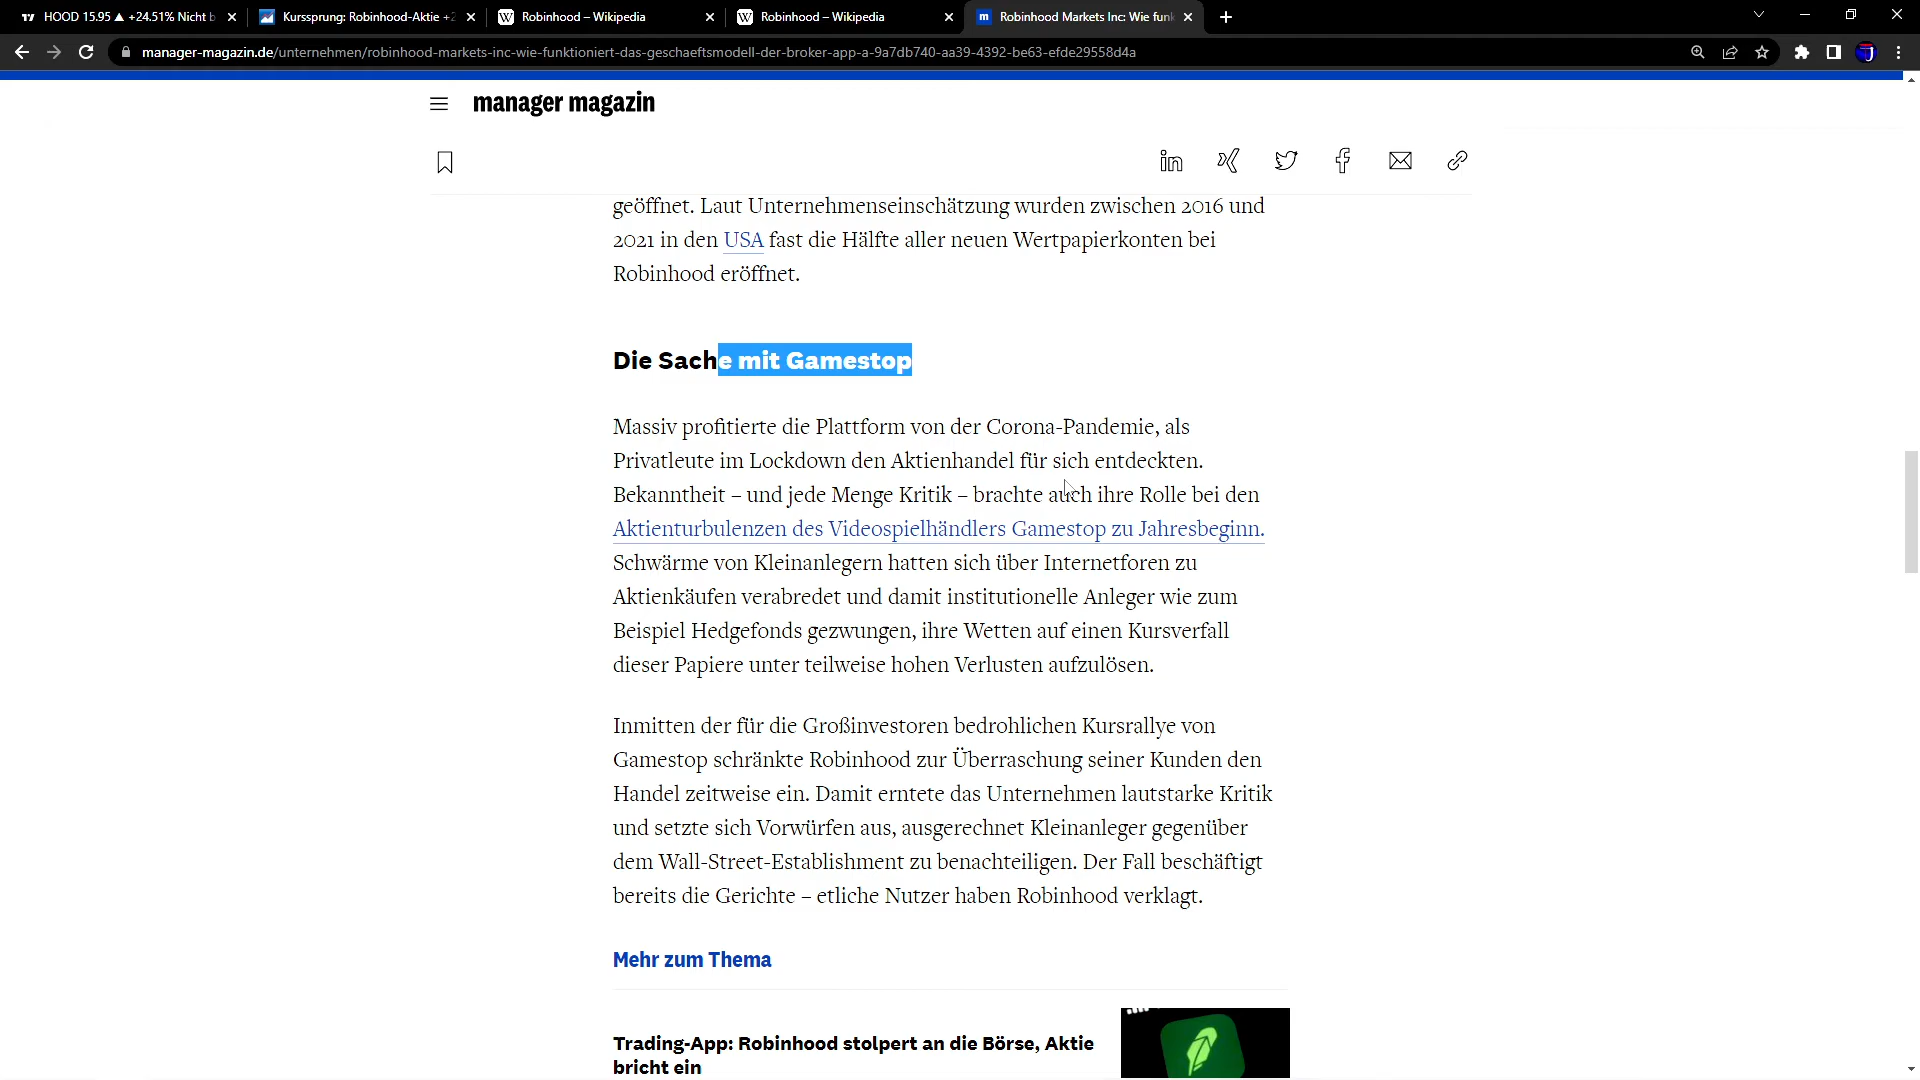 HOOD 15.95 ▲ +24.51% Nicht b
Kurssprung: Robinhood-Aktie +2
Robinhood – Wikipedia
Robinhood – Wikipedia
Robinhood Markets Inc: Wie funk
manager-magazin.de/unternehmen/robinhood-markets-inc-wie-funktioniert-das-geschaeftsmodell-der-broker-app-a-9a7db740-aa39-4392-be63-efde29558d4a
manager magazin
geöffnet. Laut Unternehmenseinschätzung wurden zwischen 2016 und
2021 in den USA fast die Hälfte aller neuen Wertpapierkonten bei
Robinhood eröffnet.
Die Sache mit Gamestop
Massiv profitierte die Plattform von der Corona-Pandemie, als
Privatleute im Lockdown den Aktienhandel für sich entdeckten.
Bekanntheit – und jede Menge Kritik – brachte auch ihre Rolle bei den
Aktienturbulenzen des Videospielhändlers Gamestop zu Jahresbeginn.
Schwärme von Kleinanlegern hatten sich über Internetforen zu
Aktienkäufen verabredet und damit institutionelle Anleger wie zum
Beispiel Hedgefonds gezwungen, ihre Wetten auf einen Kursverfall
dieser Papiere unter teilweise hohen Verlusten aufzulösen.
Inmitten der für die Großinvestoren bedrohlichen Kursrallye von
Gamestop schränkte Robinhood zur Überraschung seiner Kunden den
Handel zeitweise ein. Damit erntete das Unternehmen lautstarke Kritik
und setzte sich Vorwürfen aus, ausgerechnet Kleinanleger gegenüber
dem Wall-Street-Establishment zu benachteiligen. Der Fall beschäftigt
bereits die Gerichte – etliche Nutzer haben Robinhood verklagt.
Mehr zum Thema
Trading-App: Robinhood stolpert an die Börse, Aktie
bricht ein